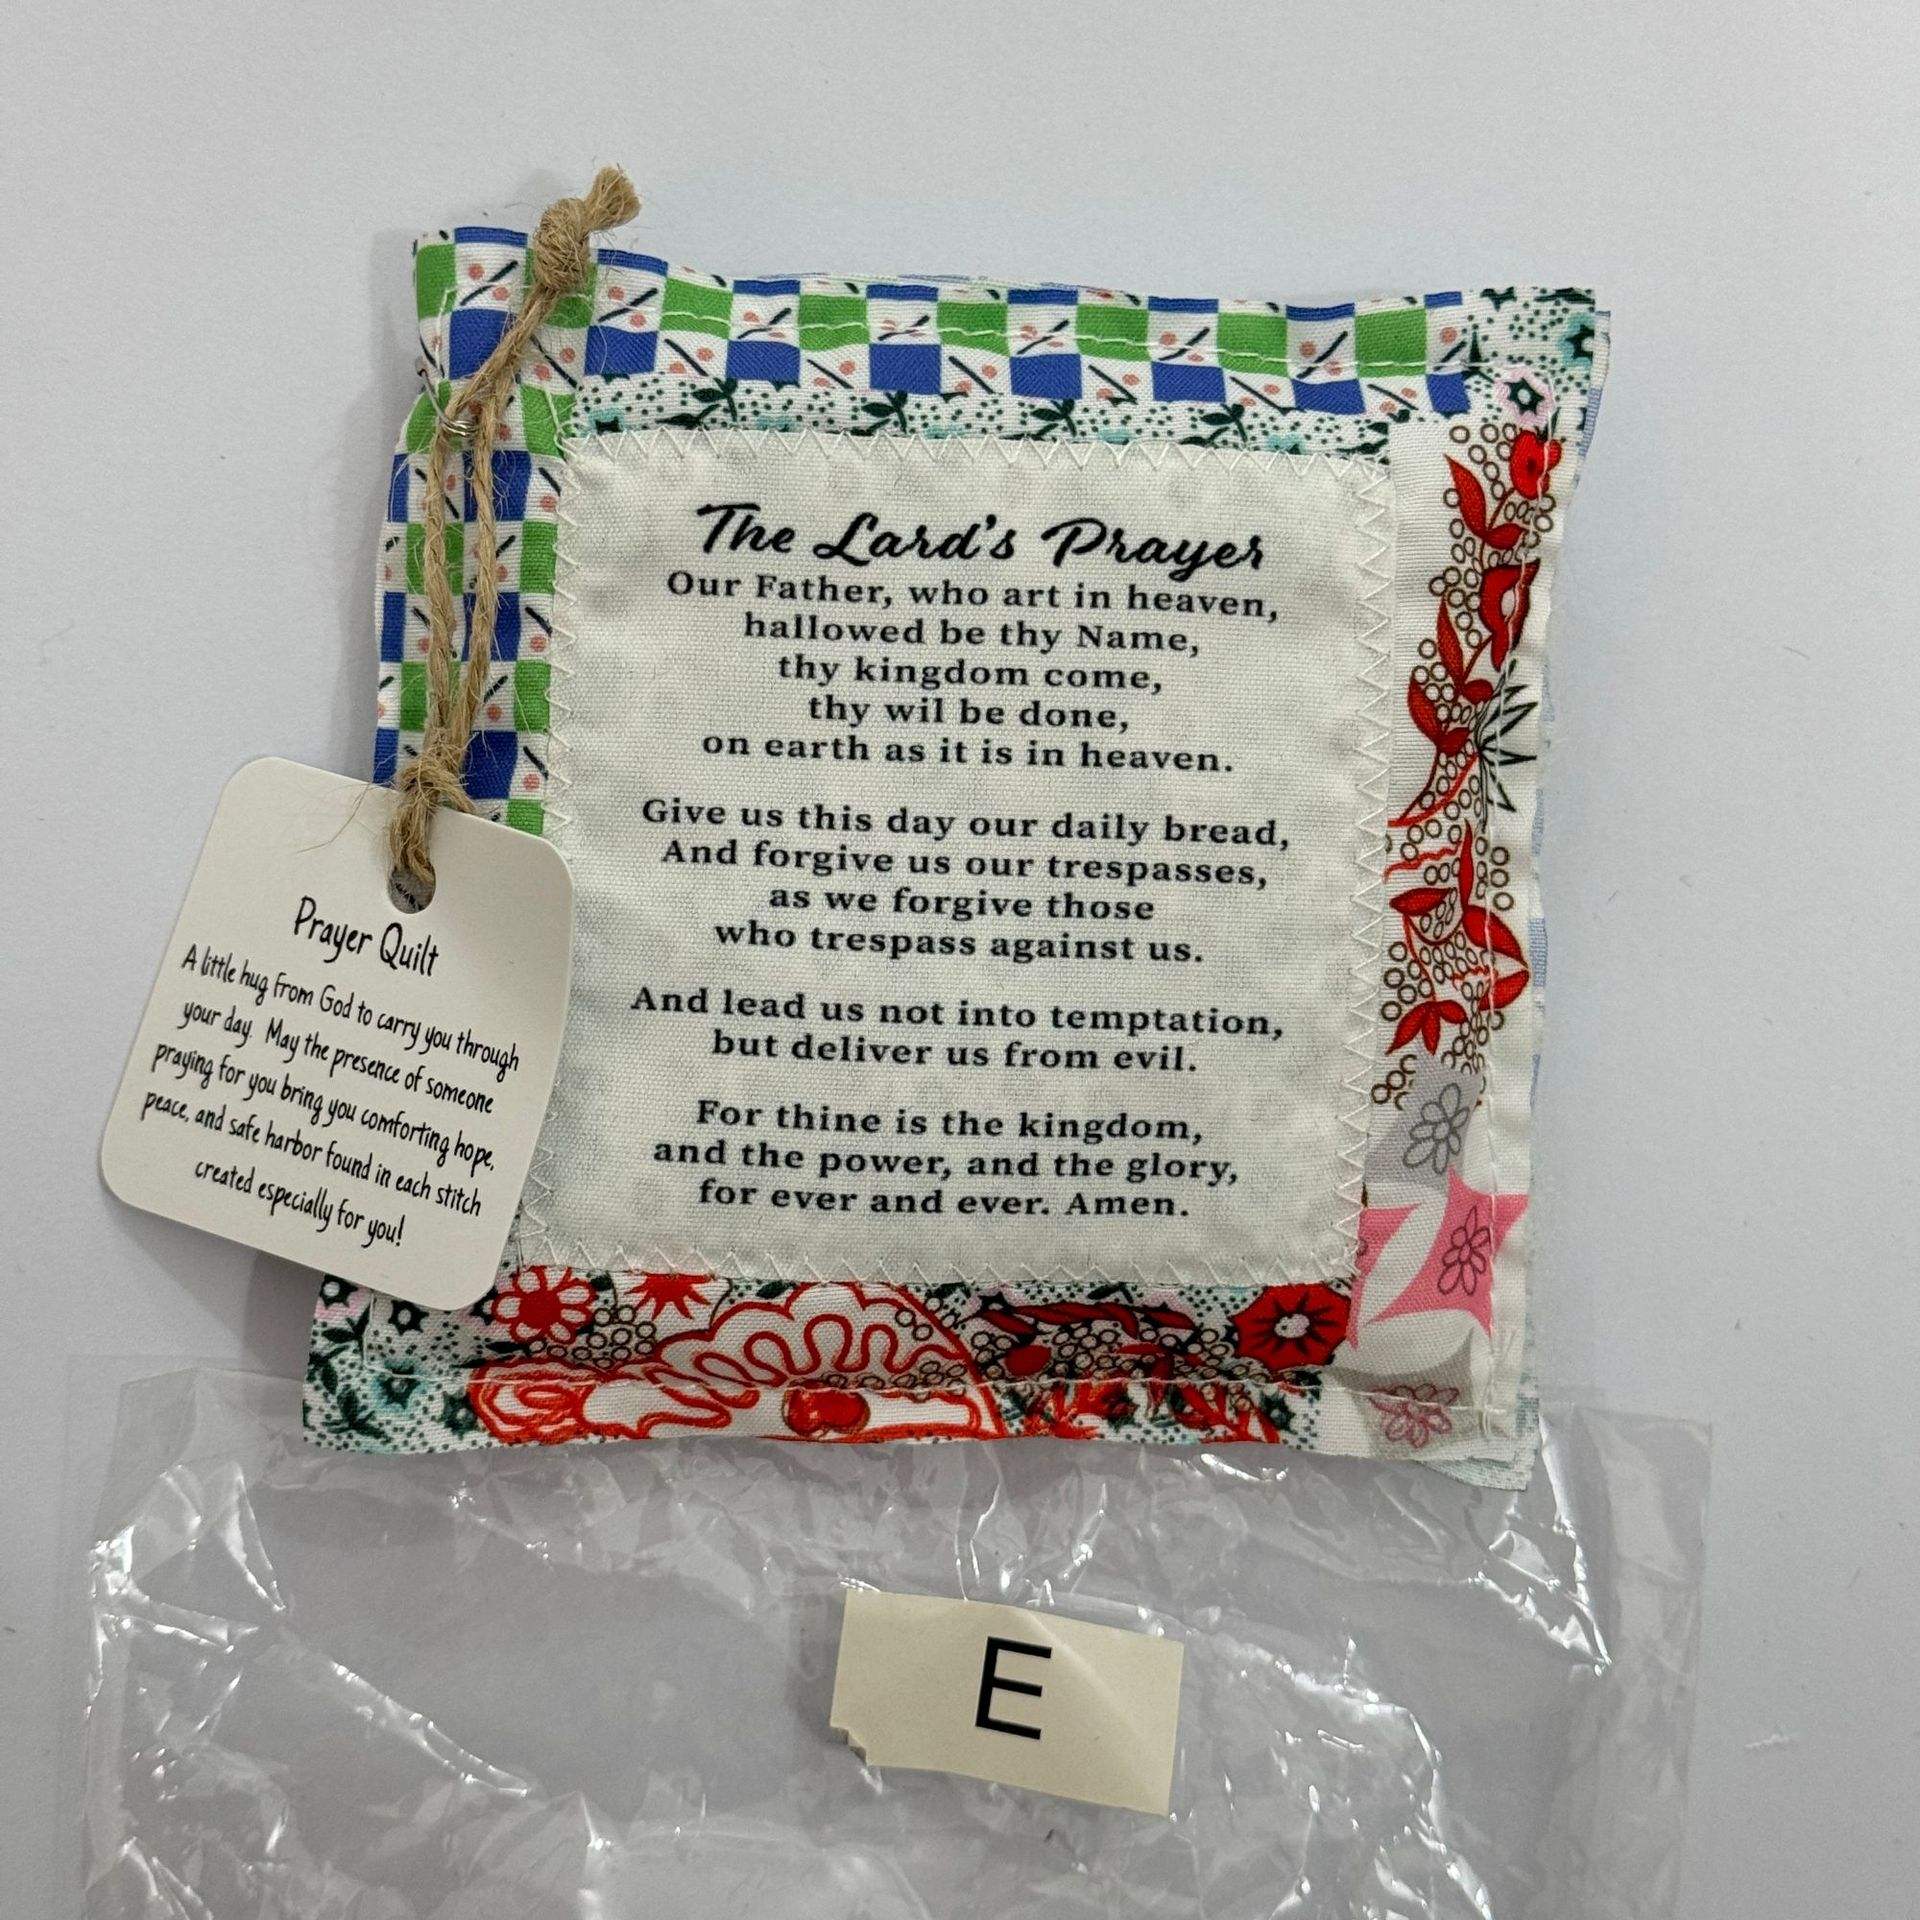 The Lard's Prayer
Our Father, who art in heaven,
hallowed be thy Name,
thy kingdom come,
thy wil be done,
on earth as it is in heaven.
Give us this day our daily bread,
And forgive us our trespasses,
as we forgive those
who trespass against us.
And lead us not into temptation,
but deliver us from evil.
For thine is the kingdom,
and the power, and the glory,
for ever and ever. Amen.
Prayer Quilt
A little hug from God to carry you through
your day. May the presence of someone
praying for you bring you comforting hope,
peace, and safe harbor found in each stitch
created especially for you!
E